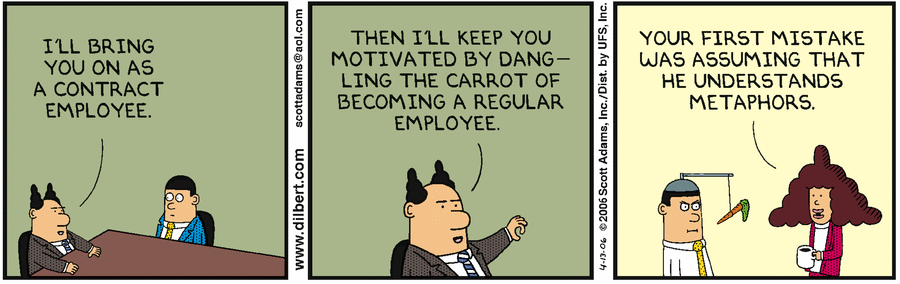 I'LL BRING
YOU ON AS
A CONTRACT
EMPLOYEE.
www.dilbert.com
scottadams@aol.com
THEN I'LL KEEP YOU
MOTIVATED BY DANG—
LING THE CARROT OF
BECOMING A REGULAR
EMPLOYEE.
4-13-06 ©2006 Scott Adams, Inc./Dist. by UFS, Inc.
YOUR FIRST MISTAKE
WAS ASSUMING THAT
HE UNDERSTANDS
METAPHORS.